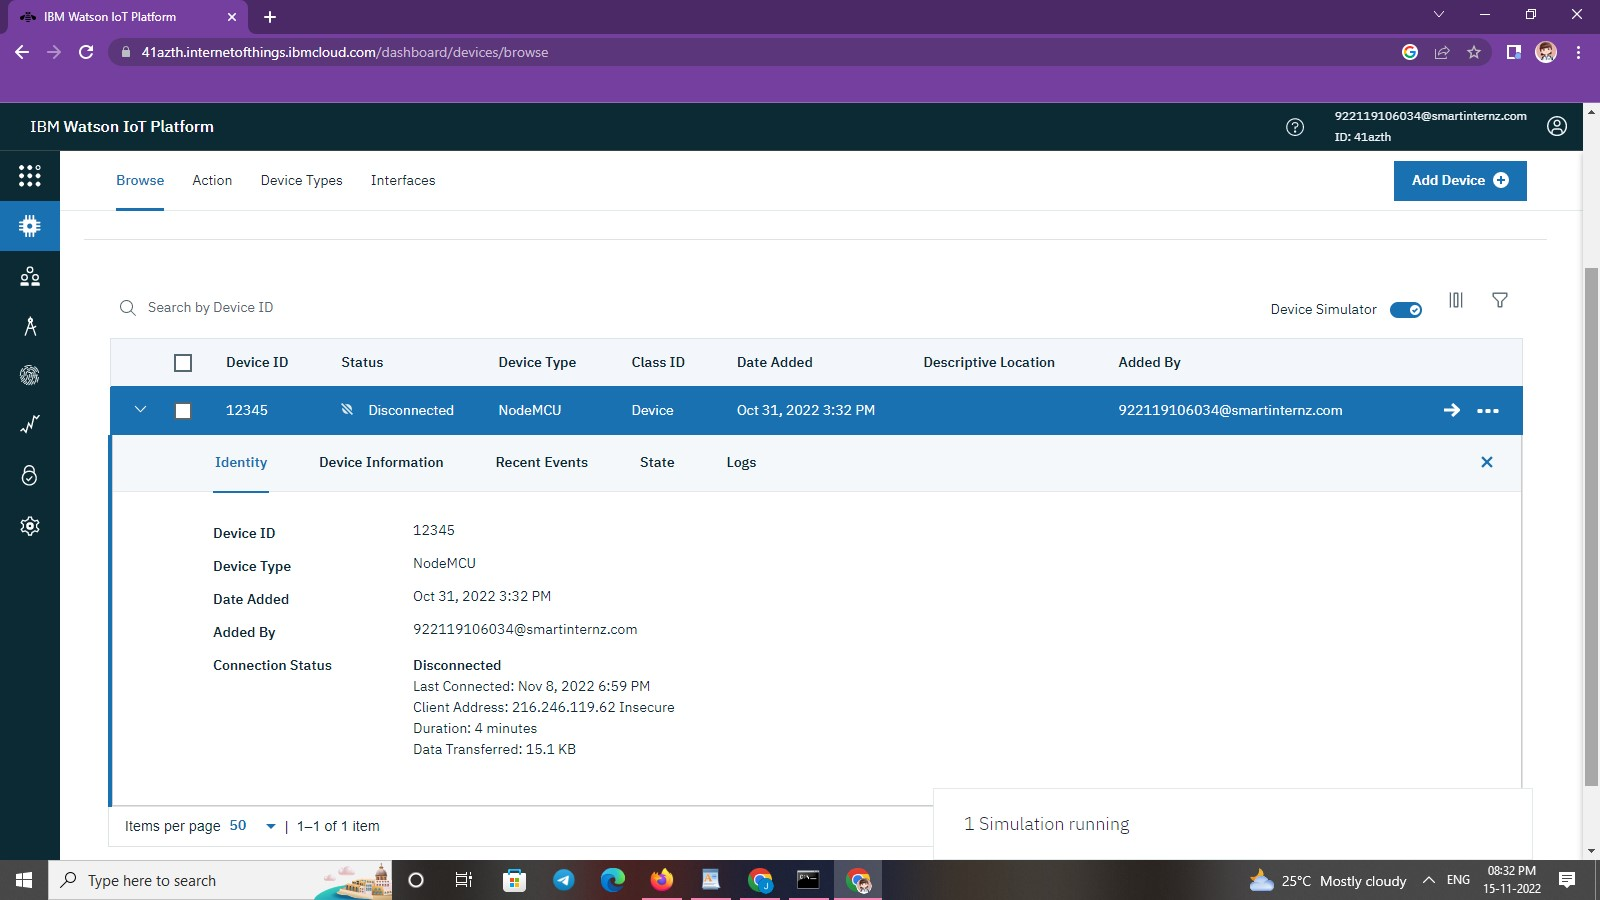 IBM Watson IoT Platform
41azth.internetofthings.ibmcloud.com/dashboard/devices/browse
IBM Watson IoT Platform
922119106034@smartinternz.com
ID: 41azth
Browse Action Device Types Interfaces
Add Device
Search by Device ID
Device Simulator
Device ID Status Device Type Class ID Date Added Descriptive Location Added By
12345 Disconnected NodeMCU Device Oct 31, 2022 3:32 PM 922119106034@smartinternz.com
Identity Device Information Recent Events State Logs
Device ID 12345
Device Type NodeMCU
Date Added Oct 31, 2022 3:32 PM
Added By 922119106034@smartinternz.com
Connection Status Disconnected
Last Connected: Nov 8, 2022 6:59 PM
Client Address: 216.246.119.62 Insecure
Duration: 4 minutes
Data Transferred: 15.1 KB
Items per page 50 | 1–1 of 1 item
1 Simulation running
Type here to search
25°C Mostly cloudy
ENG
08:32 PM
15-11-2022